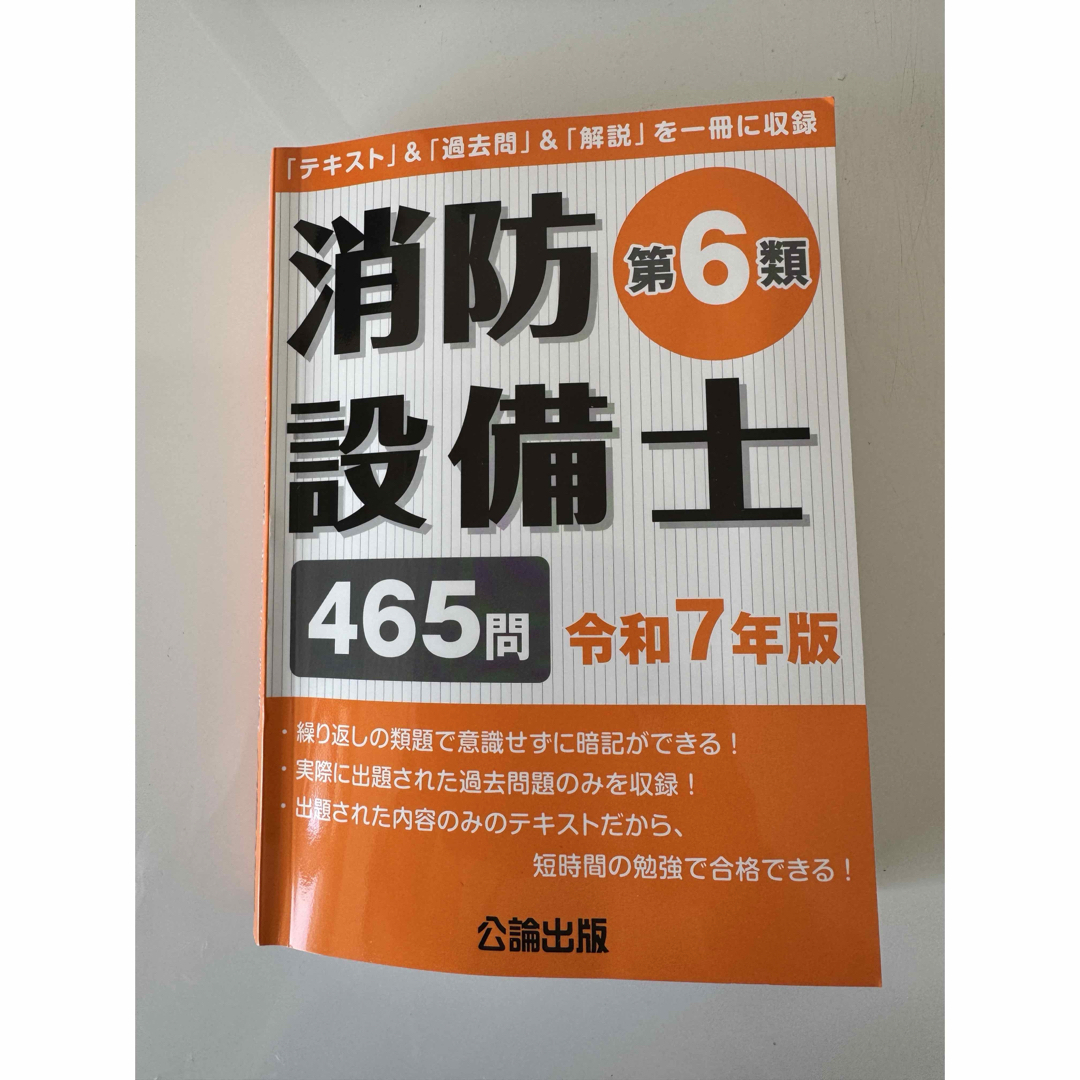 「テキスト」&「過去問」&「解説」を一冊に収録
消防
第6類
設備士
465問
令和7年版
・繰り返しの類題で意識せずに暗記ができる!
・実際に出題された過去問題のみを収録!
・出題された内容のみのテキストだから、
短時間の勉強で合格できる!
公論出版